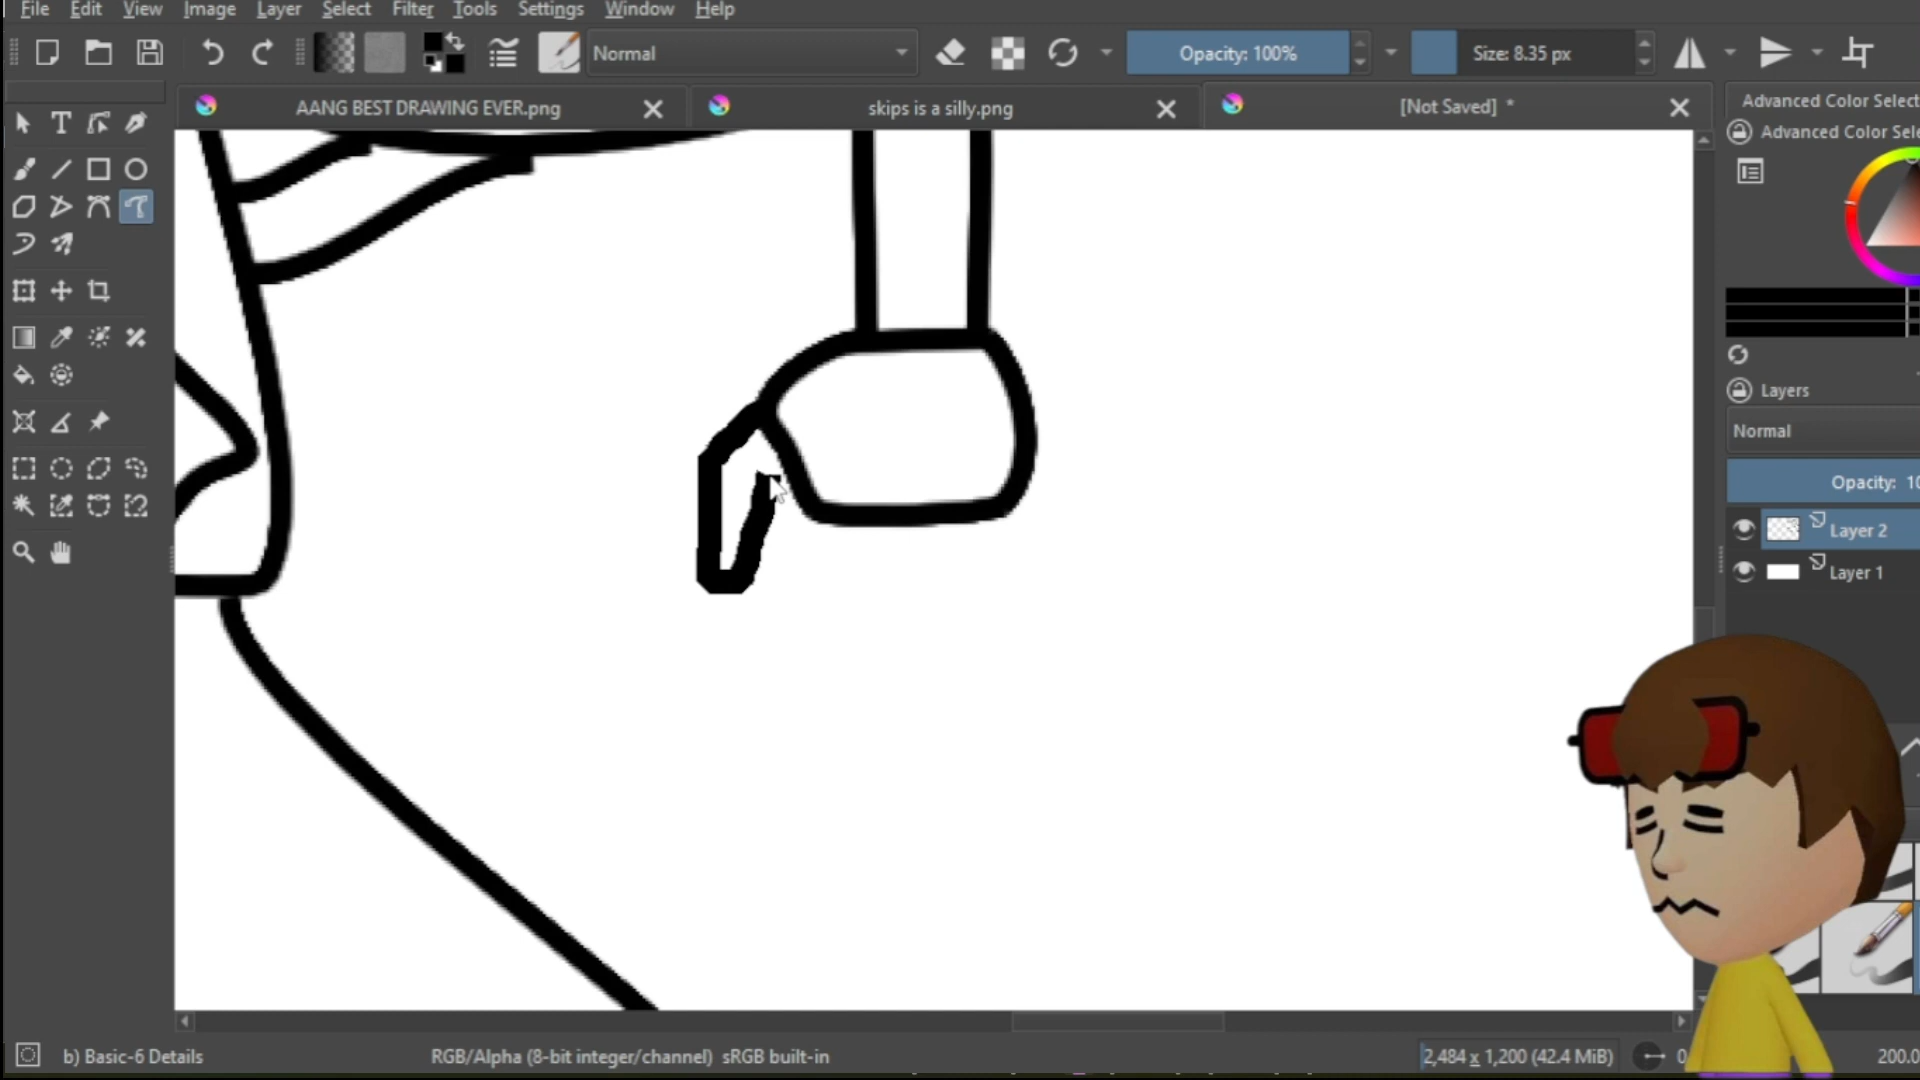 File Edit View Image Layer Select Filter Tools Settings Window Help
Normal Opacity: 100% Size: 8.35 px
AANG BEST DRAWING EVER.png skips is a silly.png [Not Saved] *
Advanced Color Select
Advanced Color Sele
Layers
Normal
Opacity: 10
Layer 2
Layer 1
b) Basic-6 Details RGB/Alpha (8-bit integer/channel) sRGB built-in 2,484 x 1,200 (42.4 MiB) 0 200.0